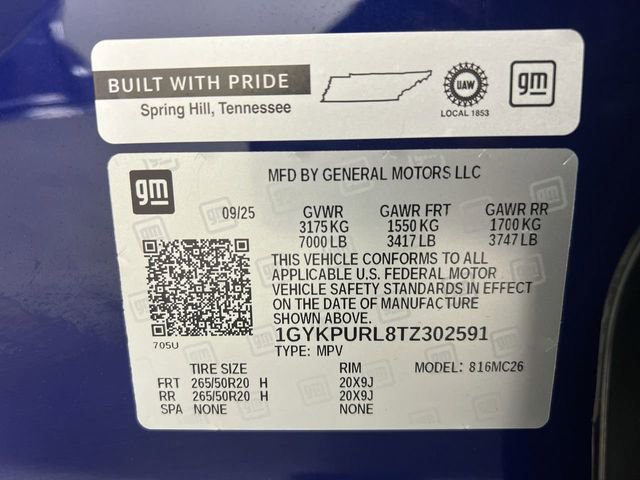 BUILT WITH PRIDE
Spring Hill, Tennessee
UAW
LOCAL 1853
gm
gm
MFD BY GENERAL MOTORS LLC
09/25 GVWR GAWR FRT GAWR RR
3175 KG 1550 KG 1700 KG
7000 LB 3417 LB 3747 LB
THIS VEHICLE CONFORMS TO ALL
APPLICABLE U.S. FEDERAL MOTOR
VEHICLE SAFETY STANDARDS IN EFFECT
ON THE DATE OF MANUFACTURE
SHOWN ABOVE.
1GYKPURL8TZ302591
705U
TYPE: MPV MODEL: 816MC26
TIRE SIZE RIM
FRT 265/50R20 H 20X9J
RR 265/50R20 H 20X9J
SPA NONE NONE